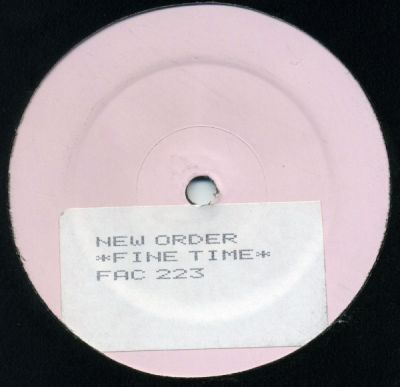 NEW ORDER
*FINE TIME*
FAC 223